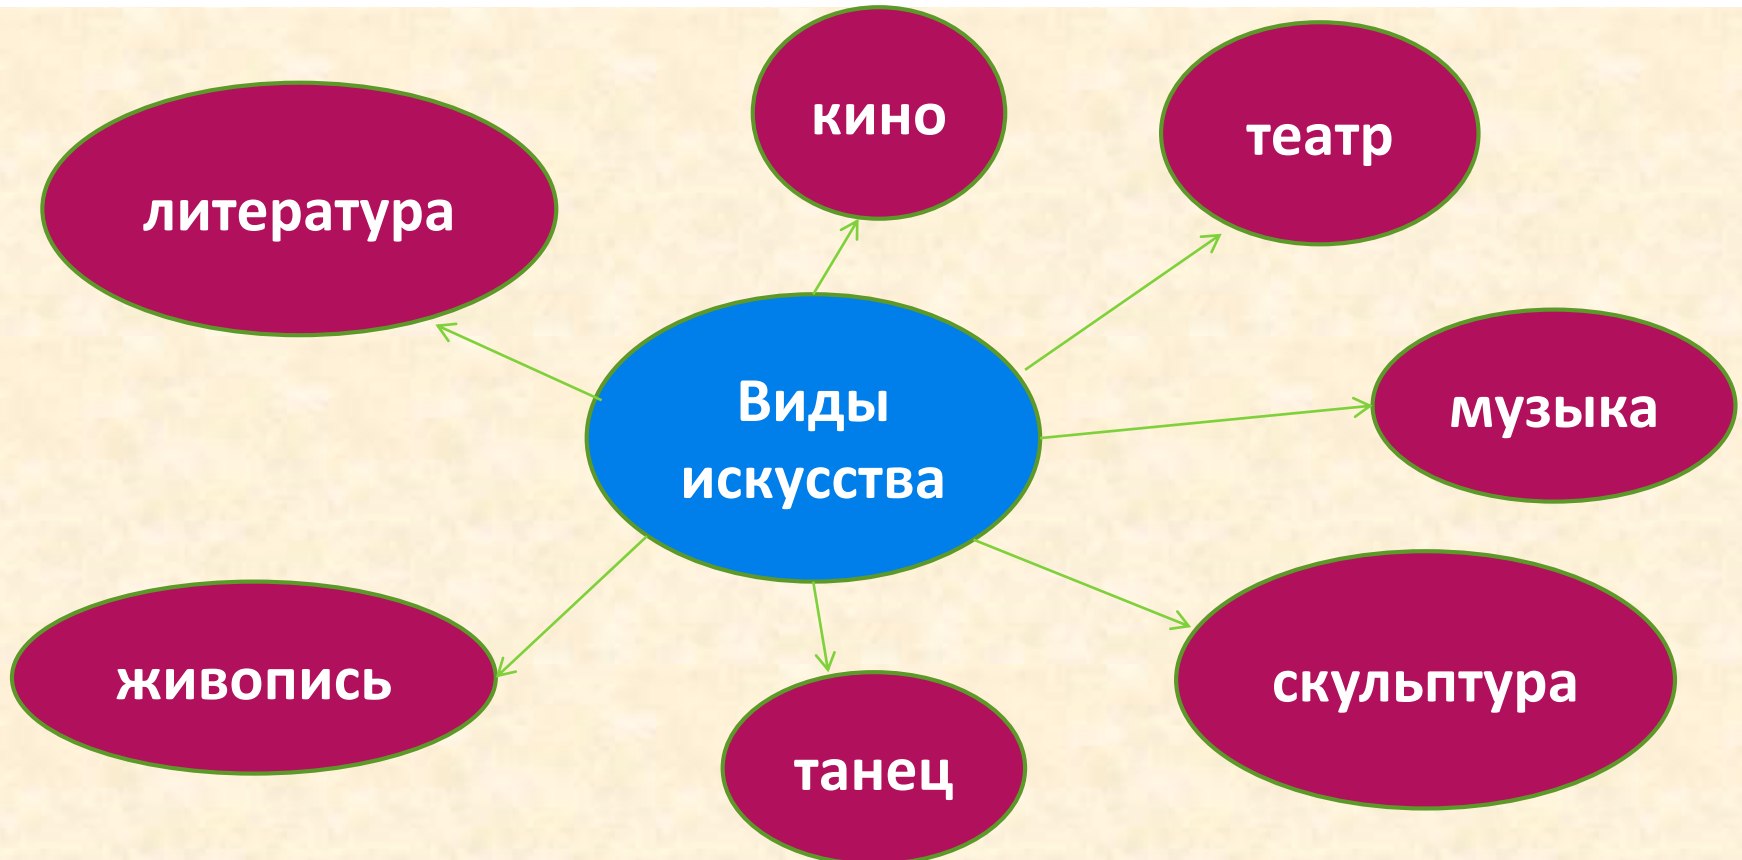 кино
театр
литература
Виды
искусства
музыка
живопись
скульптура
танец